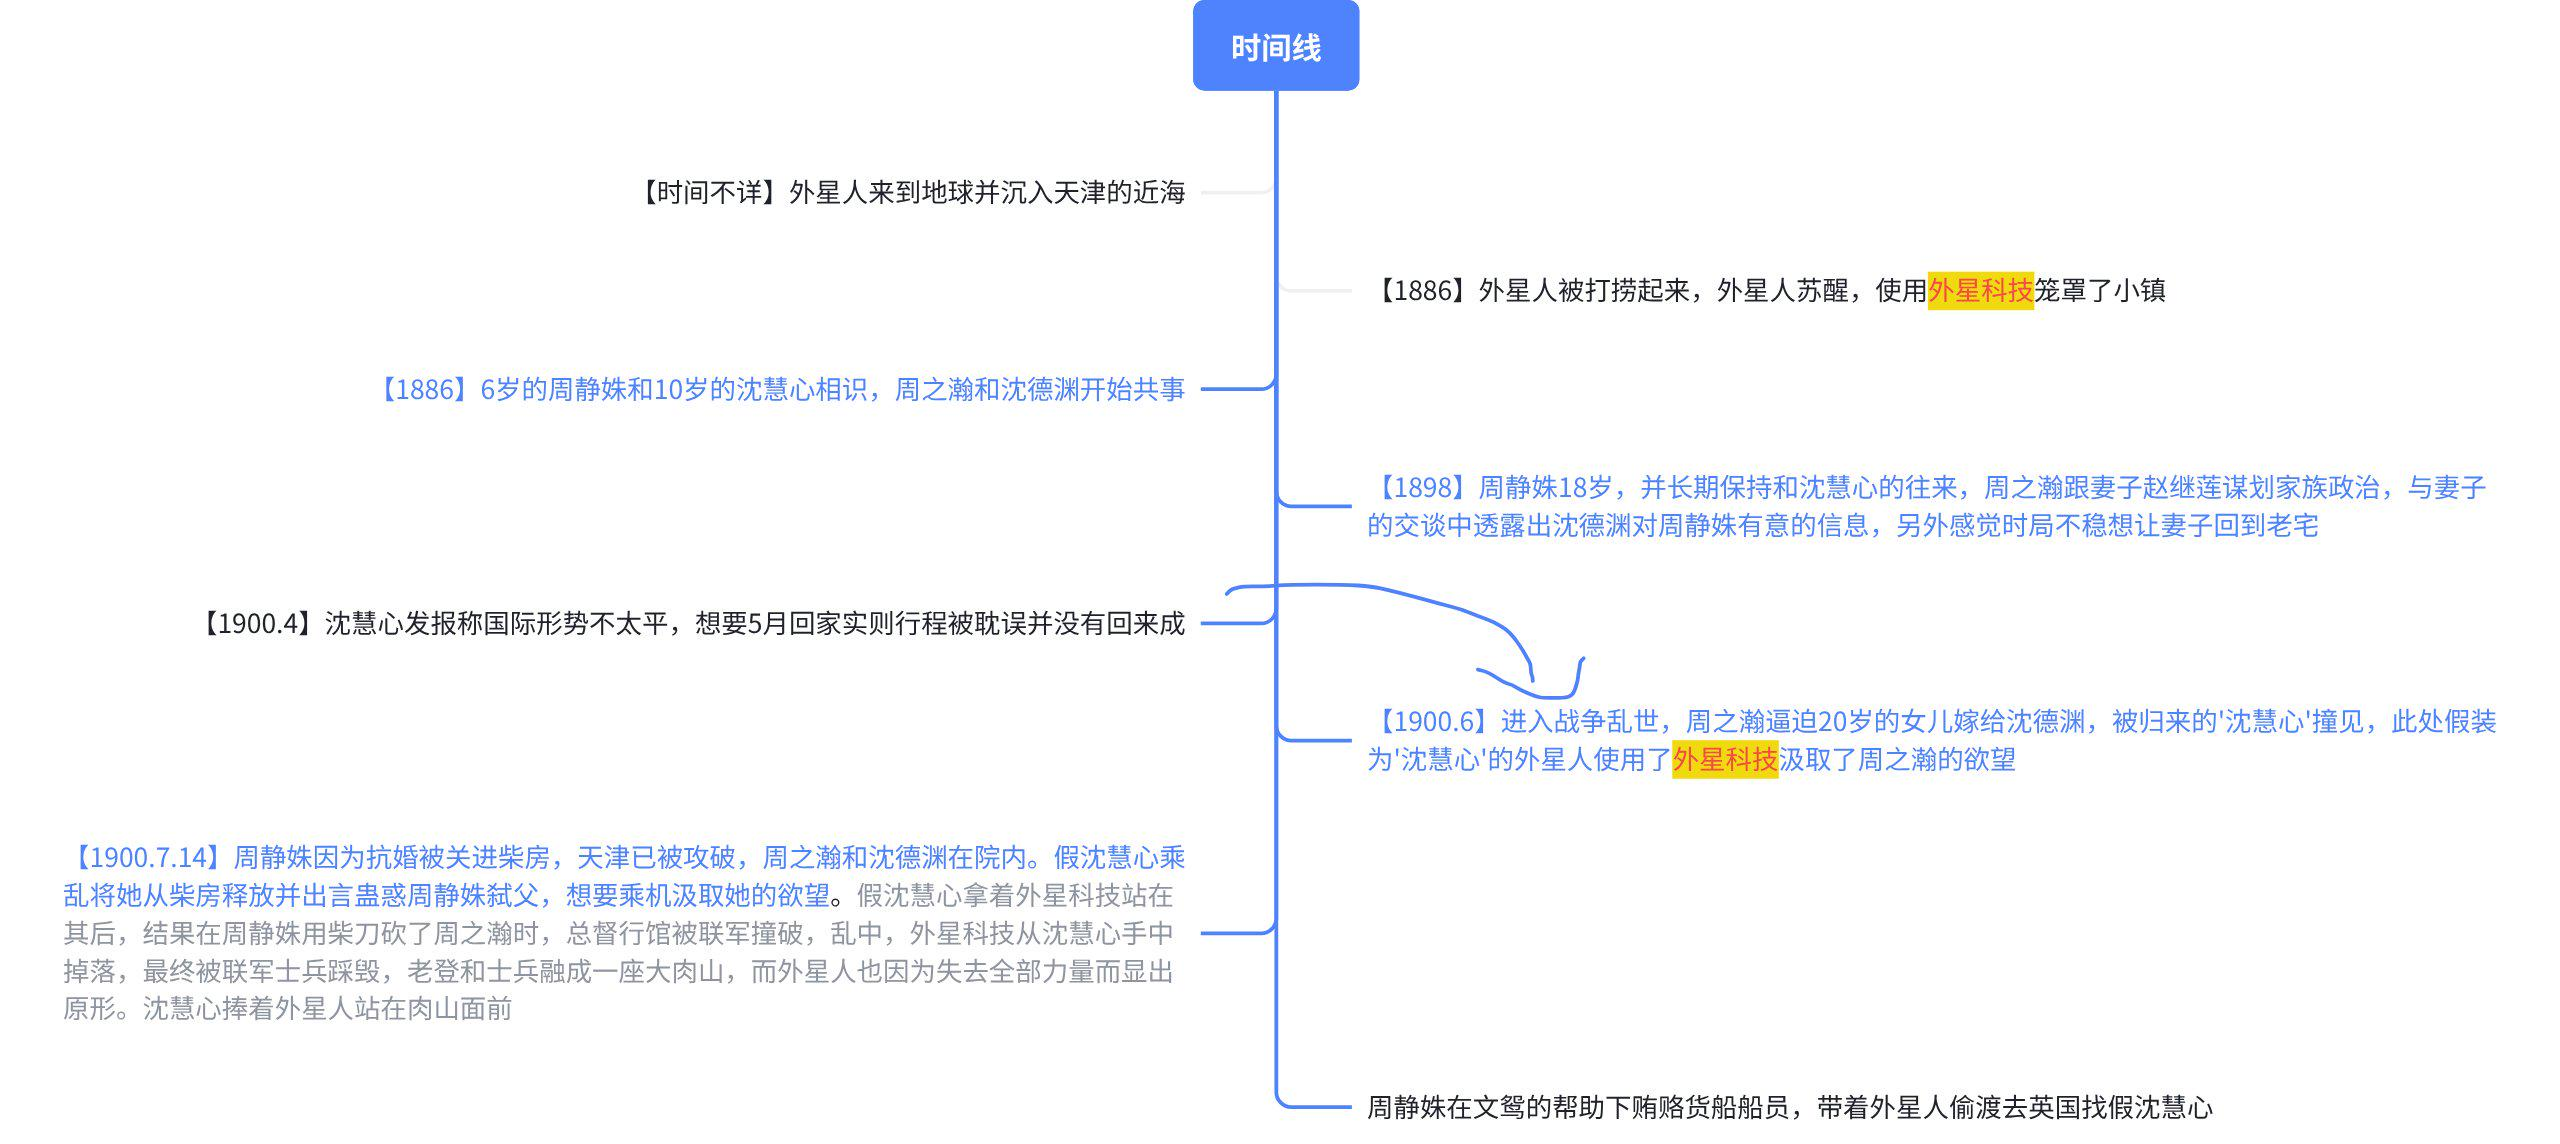 时间线
【时间不详】外星人来到地球并沉入天津的近海
【1886】外星人被打捞起来，外星人苏醒，使用外星科技笼罩了小镇
【1886】6岁的周静姝和10岁的沈慧心相识，周之瀚和沈德渊开始共事
【1898】周静姝18岁，并长期保持和沈慧心的往来，周之瀚跟妻子赵继莲谋划家族政治，与妻子
的交谈中透露出沈德渊对周静姝有意的信息，另外感觉时局不稳想让妻子回到老宅
【1900.4】沈慧心发报称国际形势不太平，想要5月回家实则行程被耽误并没有回来成
【1900.6】进入战争乱世，周之瀚逼迫20岁的女儿嫁给沈德渊，被归来的'沈慧心'撞见，此处假装
为'沈慧心'的外星人使用了外星科技汲取了周之瀚的欲望
【1900.7.14】周静姝因为抗婚被关进柴房，天津已被攻破，周之瀚和沈德渊在院内。假沈慧心乘
乱将她从柴房释放并出言蛊惑周静姝弑父，想要乘机汲取她的欲望。假沈慧心拿着外星科技站在
其后，结果在周静姝用柴刀砍了周之瀚时，总督行馆被联军撞破，乱中，外星科技从沈慧心手中
掉落，最终被联军士兵踩毁，老登和士兵融成一座大肉山，而外星人也因为失去全部力量而显出
原形。沈慧心捧着外星人站在肉山面前
周静姝在文鸳的帮助下贿赂货船船员，带着外星人偷渡去英国找假沈慧心